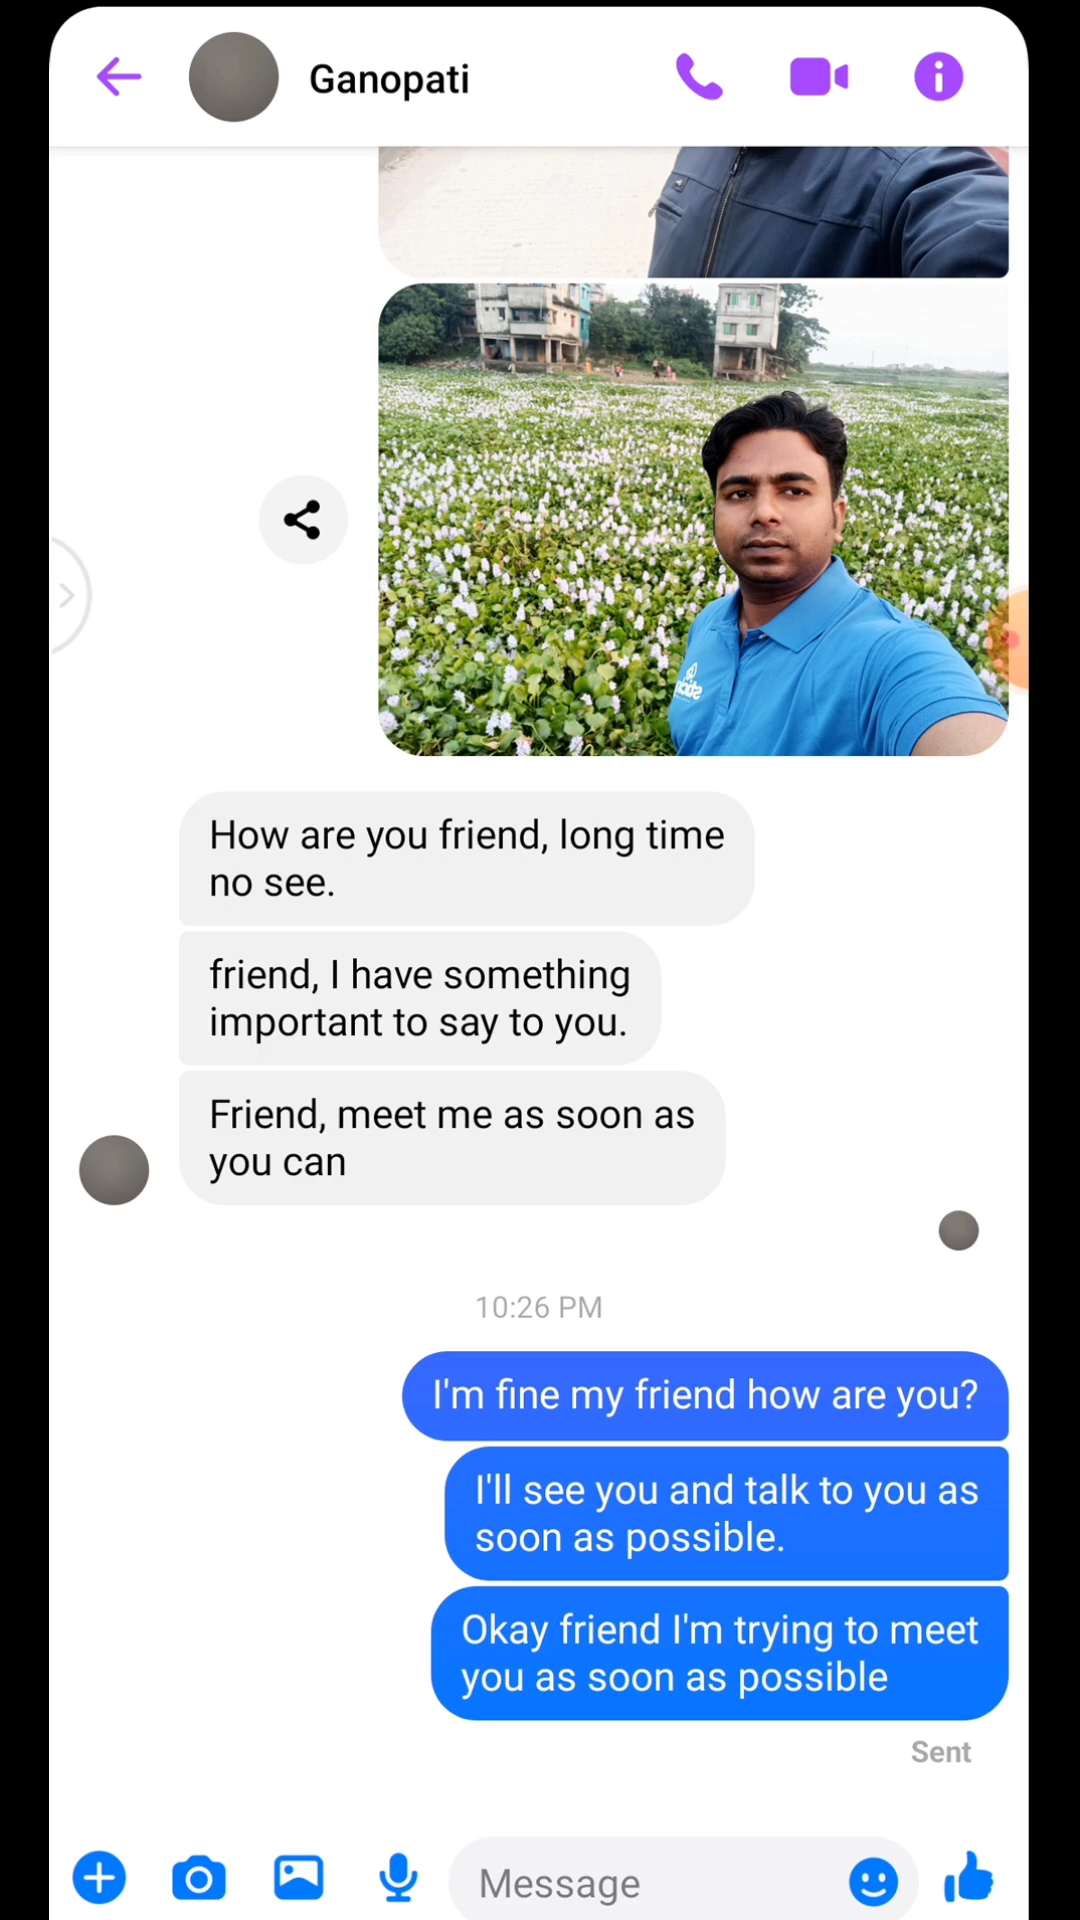 Ganopati
How are you friend, long time
no see.
friend, I have something
important to say to you.
Friend, meet me as soon as
you can
10:26 PM
I'm fine my friend how are you?
I'll see you and talk to you as
soon as possible.
Okay friend I'm trying to meet
you as soon as possible
Sent
Message